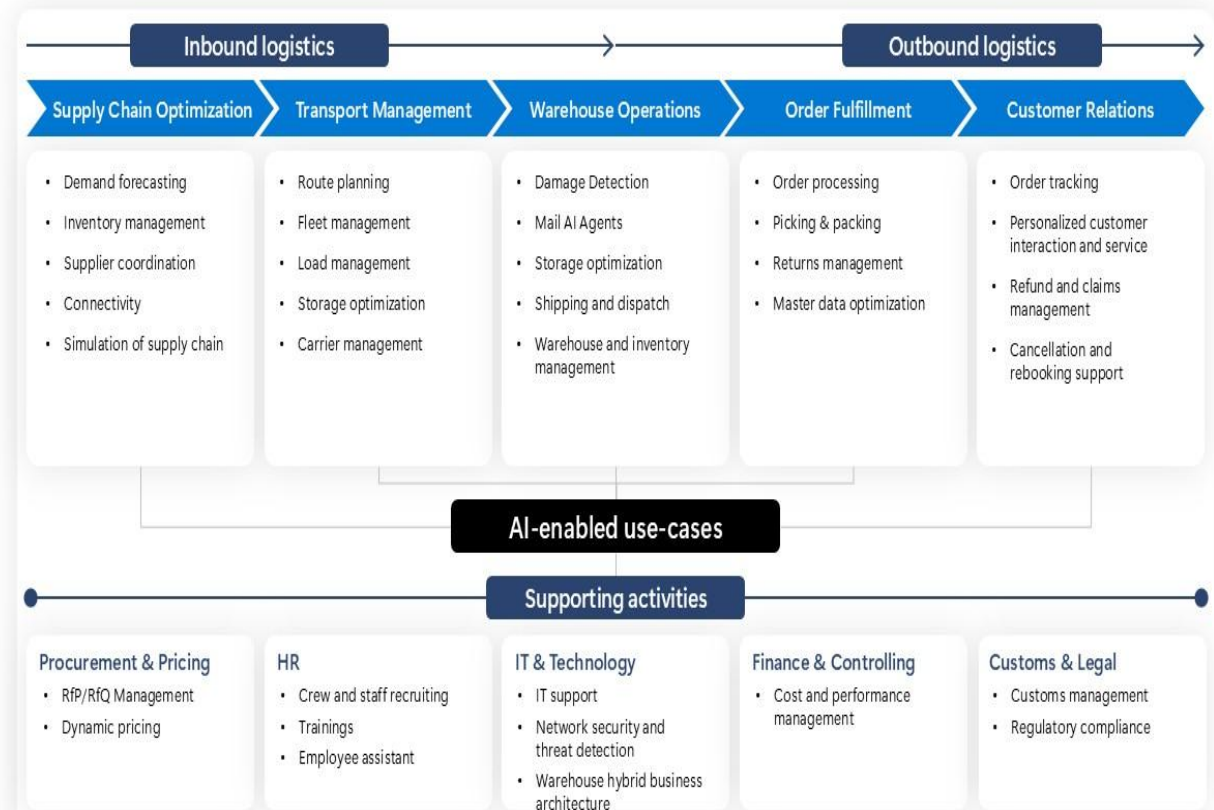 Inbound logistics
Outbound logistics
Supply Chain Optimization
Transport Management
Warehouse Operations
Order Fulfillment
Customer Relations
• Demand forecasting
• Inventory management
• Supplier coordination
• Connectivity
• Simulation of supply chain
• Route planning
• Fleet management
• Load management
• Storage optimization
• Carrier management
• Damage Detection
• Mail AI Agents
• Storage optimization
• Shipping and dispatch
• Warehouse and inventory
management
• Order processing
• Picking & packing
• Returns management
• Master data optimization
• Order tracking
• Personalized customer
interaction and service
• Refund and claims
management
• Cancellation and
rebooking support
AI-enabled use-cases
Supporting activities
Procurement & Pricing
• RfP/RfQ Management
• Dynamic pricing
HR
• Crew and staff recruiting
• Trainings
• Employee assistant
IT & Technology
• IT support
• Network security and
threat detection
• Warehouse hybrid business
architecture
Finance & Controlling
• Cost and performance
management
Customs & Legal
• Customs management
• Regulatory compliance